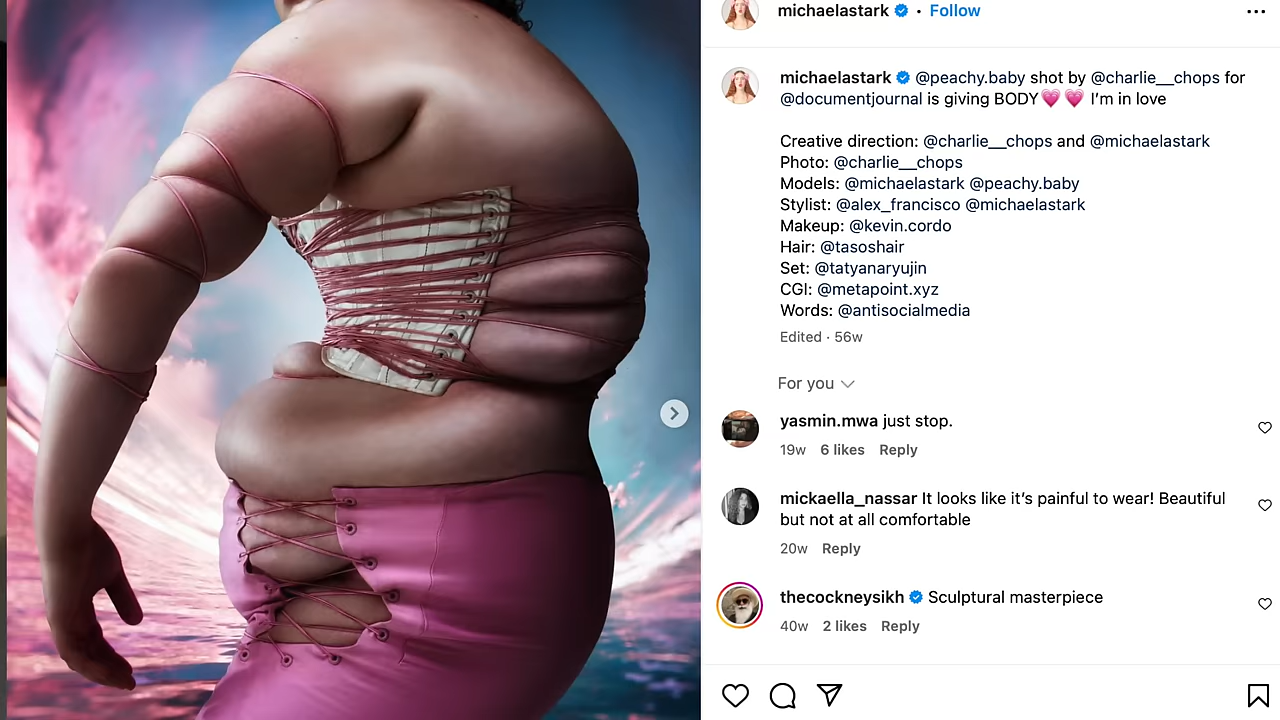 michaelastark • Follow
michaelastark @peachy.baby shot by @charlie__chops for
@documentjournal is giving BODY💗💗 I’m in love
Creative direction: @charlie__chops and @michaelastark
Photo: @charlie__chops
Models: @michaelastark @peachy.baby
Stylist: @alex_francisco @michaelastark
Makeup: @kevin.cordo
Hair: @tasoshair
Set: @tatyanaryujin
CGI: @metapoint.xyz
Words: @antisocialmedia
Edited · 56w
For you
yasmin.mwa just stop.
19w 6 likes Reply
mickaella_nassar It looks like it’s painful to wear! Beautiful
but not at all comfortable
20w Reply
thecockneysikh Sculptural masterpiece
40w 2 likes Reply